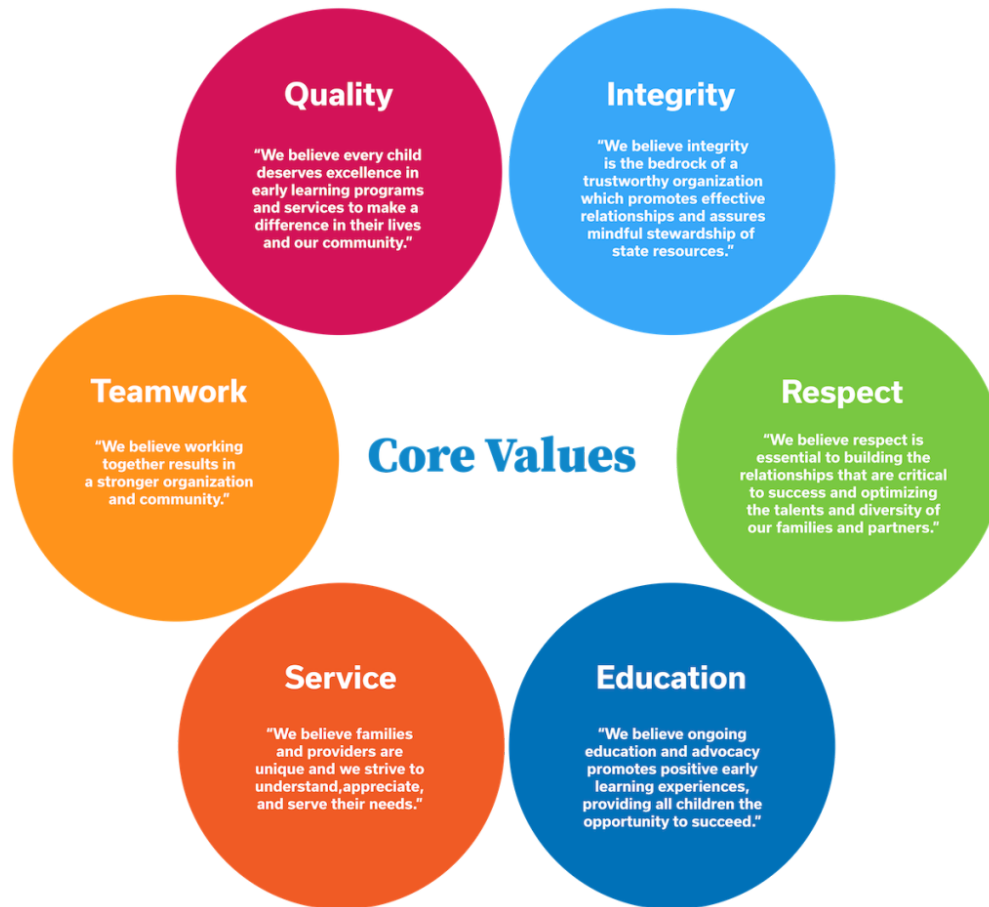 Quality
"We believe every child
deserves excellence in
early learning programs
and services to make a
difference in their lives
and our community."
Integrity
"We believe integrity
is the bedrock of a
trustworthy organization
which promotes effective
relationships and assures
mindful stewardship of
state resources."
Teamwork
"We believe working
together results in
a stronger organization
and community."
Core Values
Respect
"We believe respect is
essential to building the
relationships that are critical
to success and optimizing
the talents and diversity of
our families and partners."
Service
"We believe families
and providers are
unique and we strive to
understand,appreciate,
and serve their needs."
Education
"We believe ongoing
education and advocacy
promotes positive early
learning experiences,
providing all children the
opportunity to succeed."